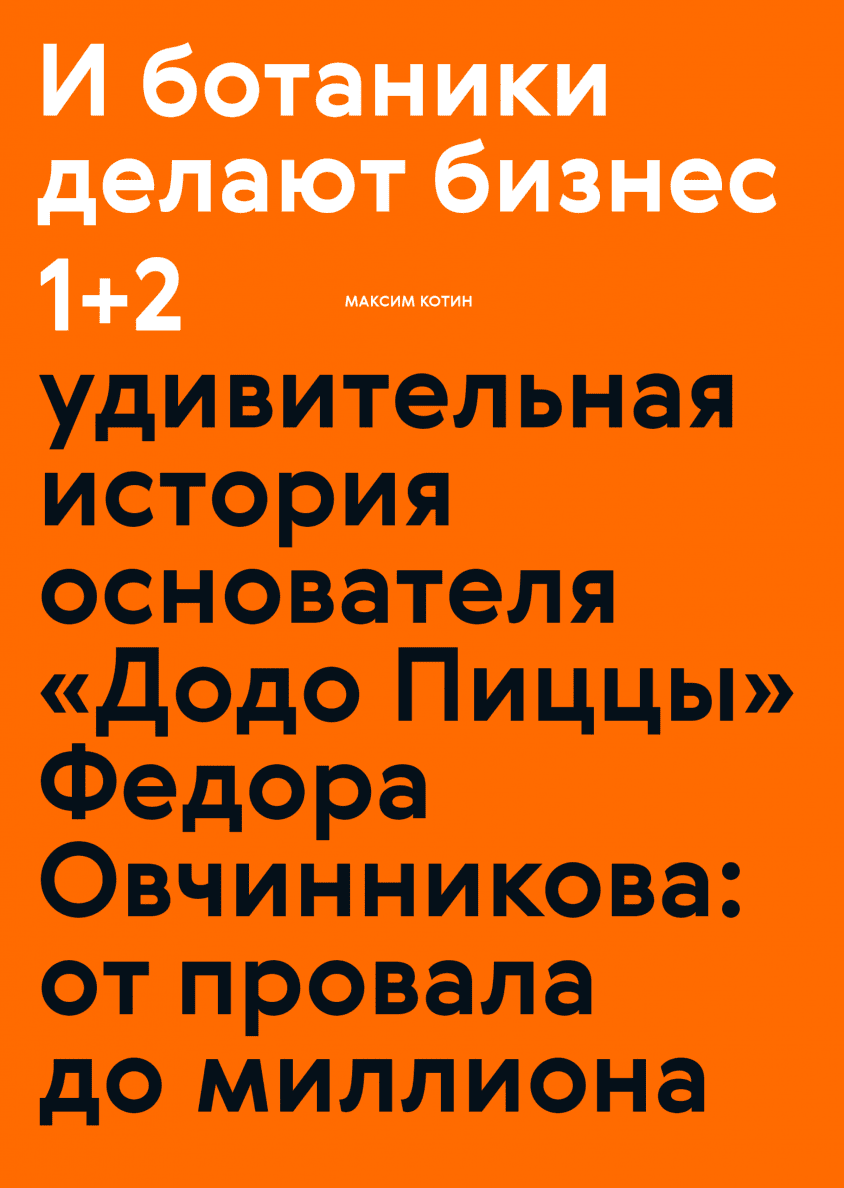 И ботаники
делают бизнес
1+2
МАКСИМ КОТИН
удивительная
история
основателя
«Додо Пиццы»
Федора
Овчинникова:
от провала
до миллиона